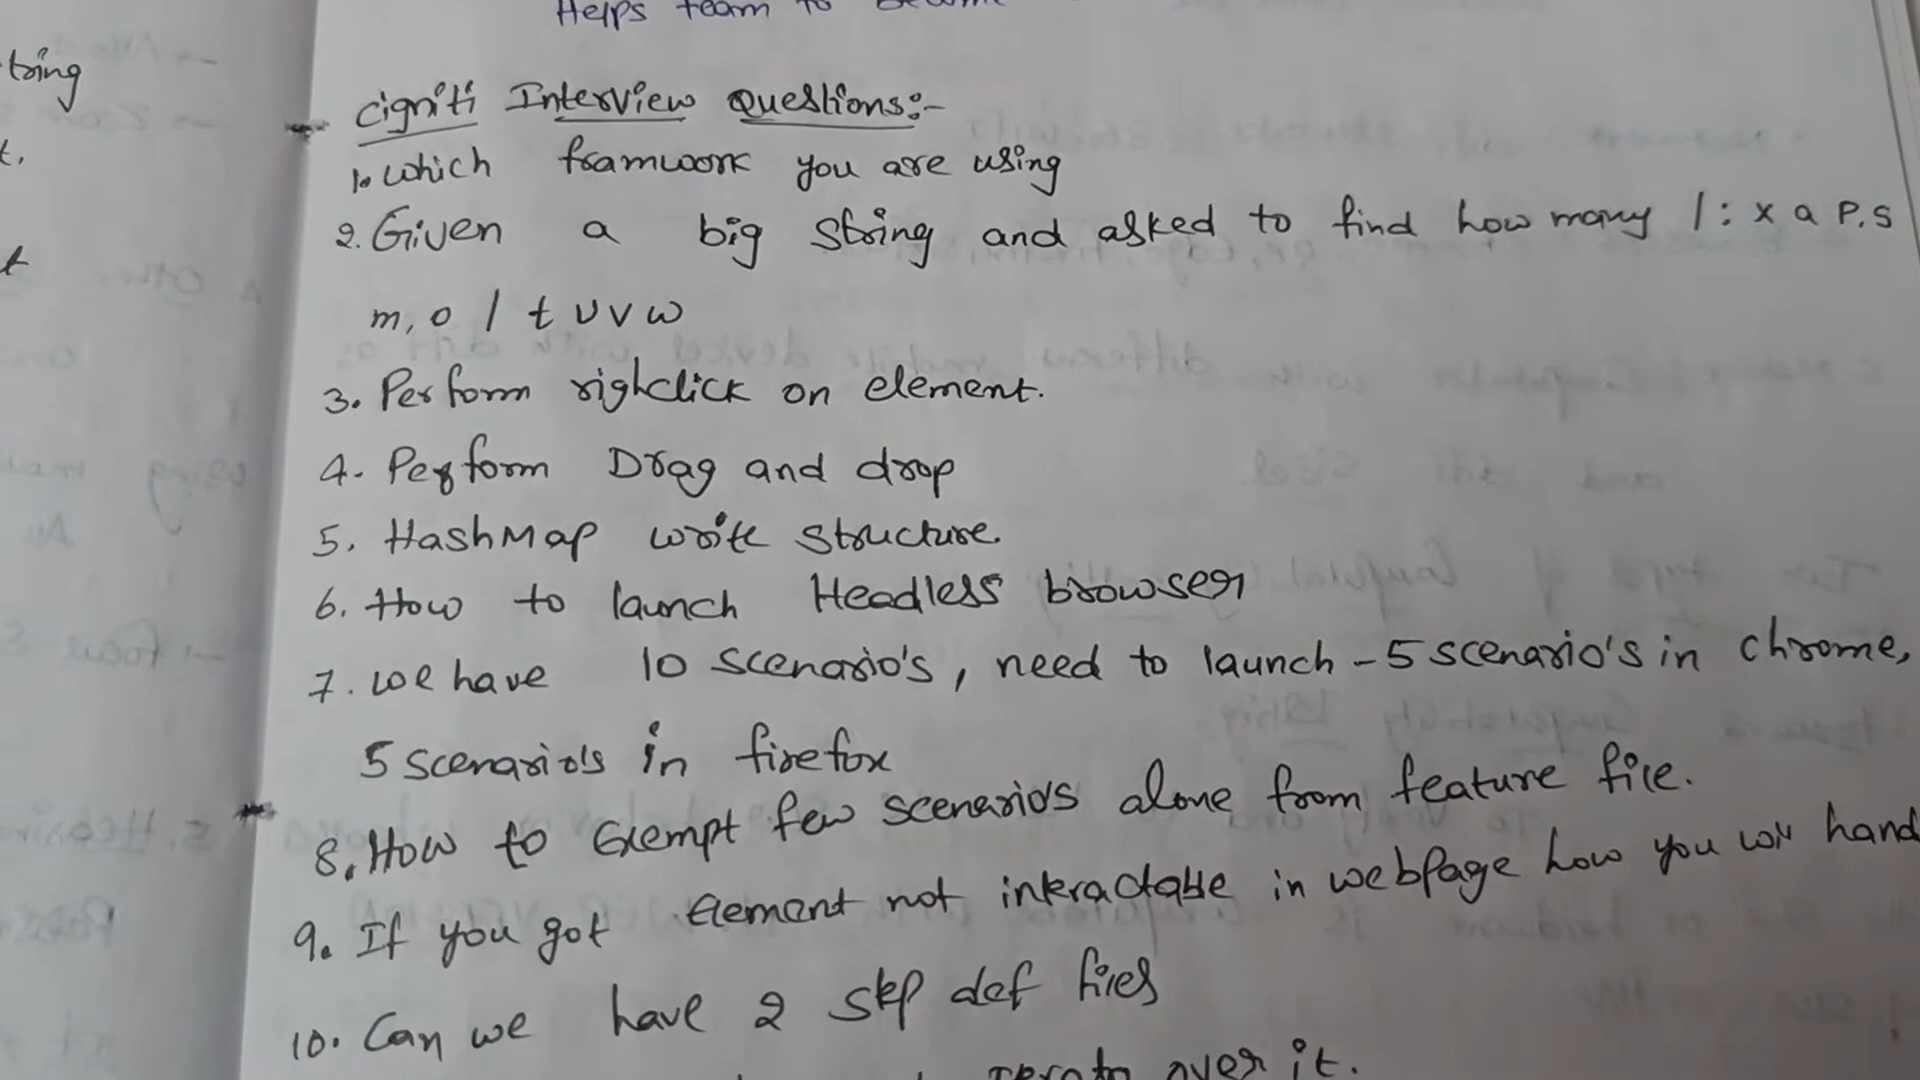 Helps team to
tring
t.
t
cigniti Interview Questions:-
1. which framwork you are using
2. Given a big string and asked to find how many / : x a P.S
m, o / t u v w
3. Perform righclick on element.
4. Perform Drag and drop
5. HashMap write structure.
6. How to launch Headless browser
7. we have 10 scenario's, need to launch - 5 scenario's in chrome,
5 scenario's in firefox
8. How to Exempt few scenario's alone from feature file.
9. If you got Element not interactable in webpage how you will hand
10. Can we have 2 step def files
over it.